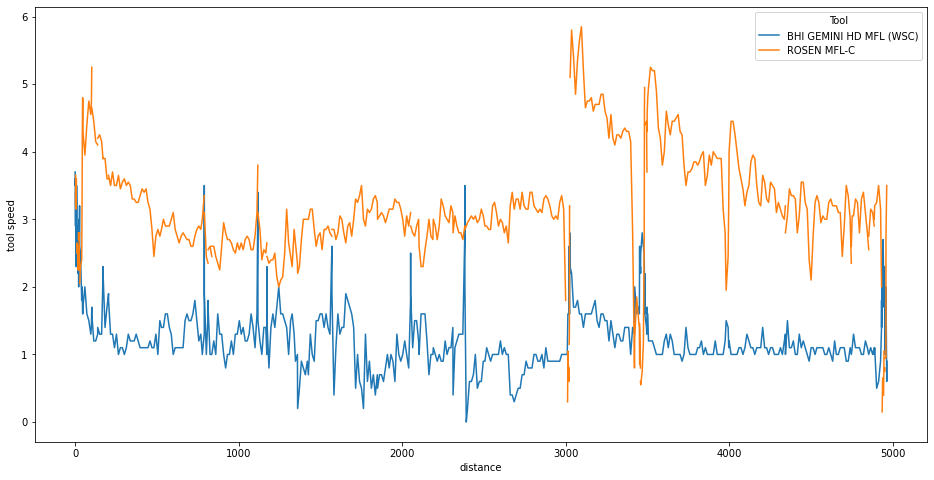 6
5
4
3
2
1
0
tool speed
0 1000 2000 3000 4000 5000
distance
Tool
BHI GEMINI HD MFL (WSC)
ROSEN MFL-C